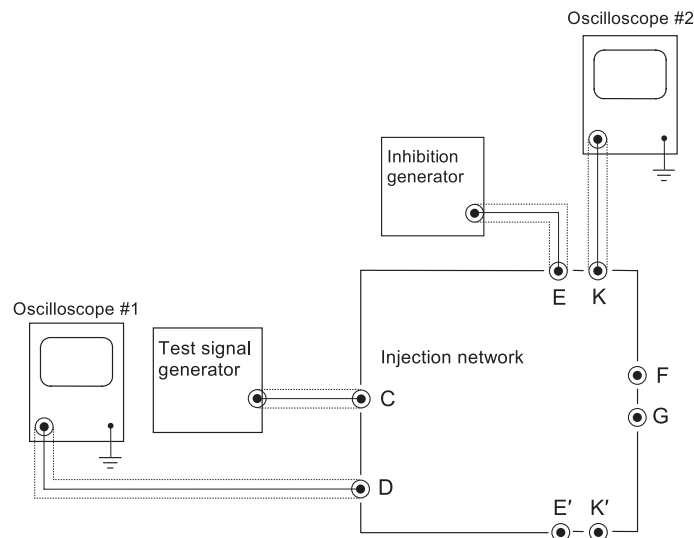 Oscilloscope #2
Inhibition
generator
E
K
Oscilloscope #1
Test signal
generator
Injection network
C
F
G
D
E′
K′